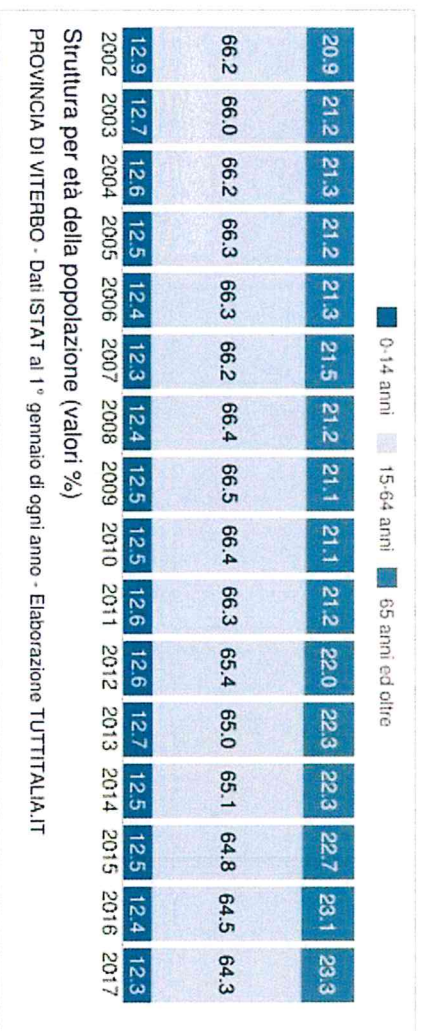 0-14 anni 15-64 anni 65 anni ed oltre
20.9 21.2 21.3 21.2 21.3 21.5 21.2 21.1 21.1 21.2 22.0 22.3 22.3 22.7 23.1 23.3
66.2 66.0 66.2 66.3 66.3 66.2 66.4 66.5 66.4 66.3 65.4 65.0 65.1 64.8 64.5 64.3
12.9 12.7 12.6 12.5 12.4 12.3 12.4 12.5 12.5 12.6 12.6 12.7 12.5 12.5 12.4 12.3
2002 2003 2004 2005 2006 2007 2008 2009 2010 2011 2012 2013 2014 2015 2016 2017
Struttura per età della popolazione (valori %)
PROVINCIA DI VITERBO - Dati ISTAT al 1° gennaio di ogni anno - Elaborazione TUTTITALIA.IT